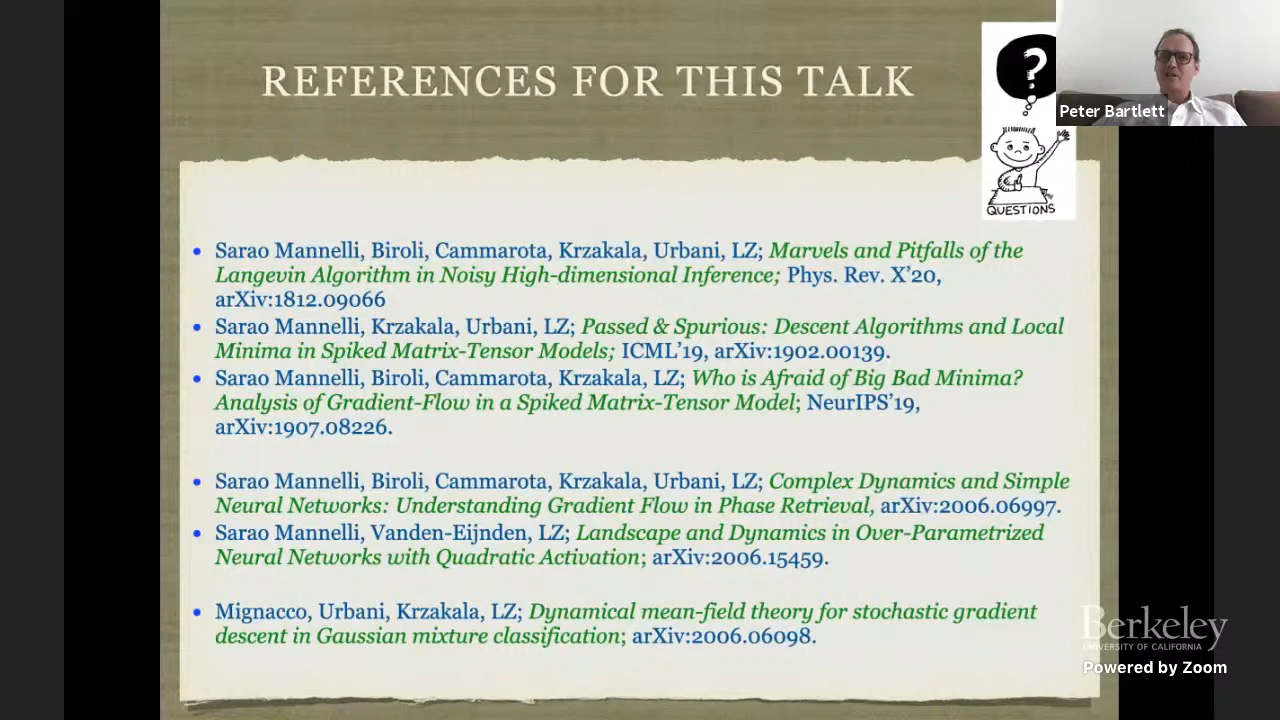 REFERENCES FOR THIS TALK
?
QUESTIONS
Peter Bartlett
• Sarao Mannelli, Biroli, Cammarota, Krzakala, Urbani, LZ; Marvels and Pitfalls of the
Langevin Algorithm in Noisy High-dimensional Inference; Phys. Rev. X’20,
arXiv:1812.09066
• Sarao Mannelli, Krzakala, Urbani, LZ; Passed & Spurious: Descent Algorithms and Local
Minima in Spiked Matrix-Tensor Models; ICML’19, arXiv:1902.00139.
• Sarao Mannelli, Biroli, Cammarota, Krzakala, LZ; Who is Afraid of Big Bad Minima?
Analysis of Gradient-Flow in a Spiked Matrix-Tensor Model; NeurIPS’19,
arXiv:1907.08226.
• Sarao Mannelli, Biroli, Cammarota, Krzakala, Urbani, LZ; Complex Dynamics and Simple
Neural Networks: Understanding Gradient Flow in Phase Retrieval, arXiv:2006.06997.
• Sarao Mannelli, Vanden-Eijnden, LZ; Landscape and Dynamics in Over-Parametrized
Neural Networks with Quadratic Activation; arXiv:2006.15459.
• Mignacco, Urbani, Krzakala, LZ; Dynamical mean-field theory for stochastic gradient
descent in Gaussian mixture classification; arXiv:2006.06098.
Berkeley
UNIVERSITY OF CALIFORNIA
Powered by Zoom